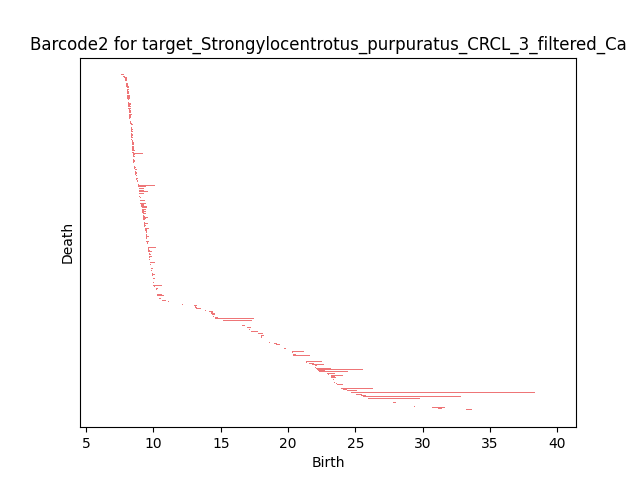 Barcode2 for target_Strongylocentrotus_purpuratus_CRCL_3_filtered_Ca
Death
5 10 15 20 25 30 35 40
Birth